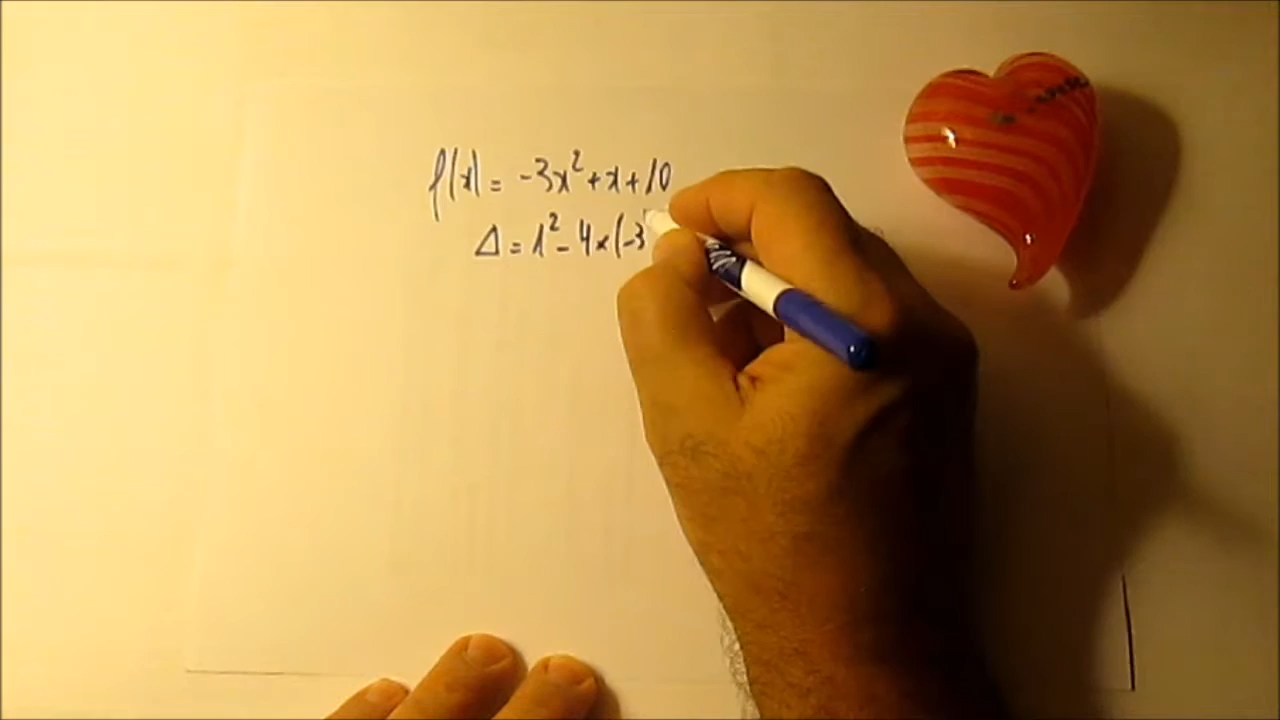 f(x) = -3x² + x + 10
Δ = 1² - 4 × (-3